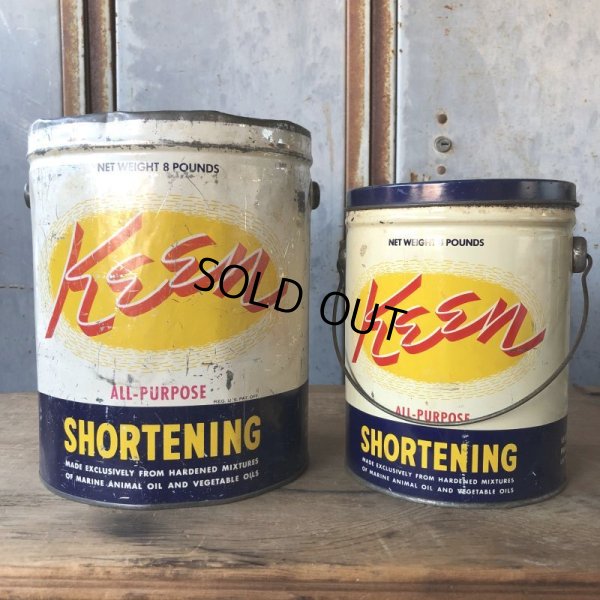 NET WEIGHT 8 POUNDS
Keen
ALL-PURPOSE
REG. U.S. PAT. OFF.
SHORTENING
MADE EXCLUSIVELY FROM HARDENED MIXTURES
OF MARINE ANIMAL OIL AND VEGETABLE OILS
SOLD OUT
NET WEIGHT POUNDS
Keen
ALL-PURPOSE
SHORTENING
MADE EXCLUSIVELY FROM HARDENED MIXTURES
OF MARINE ANIMAL OIL AND VEGETABLE OILS